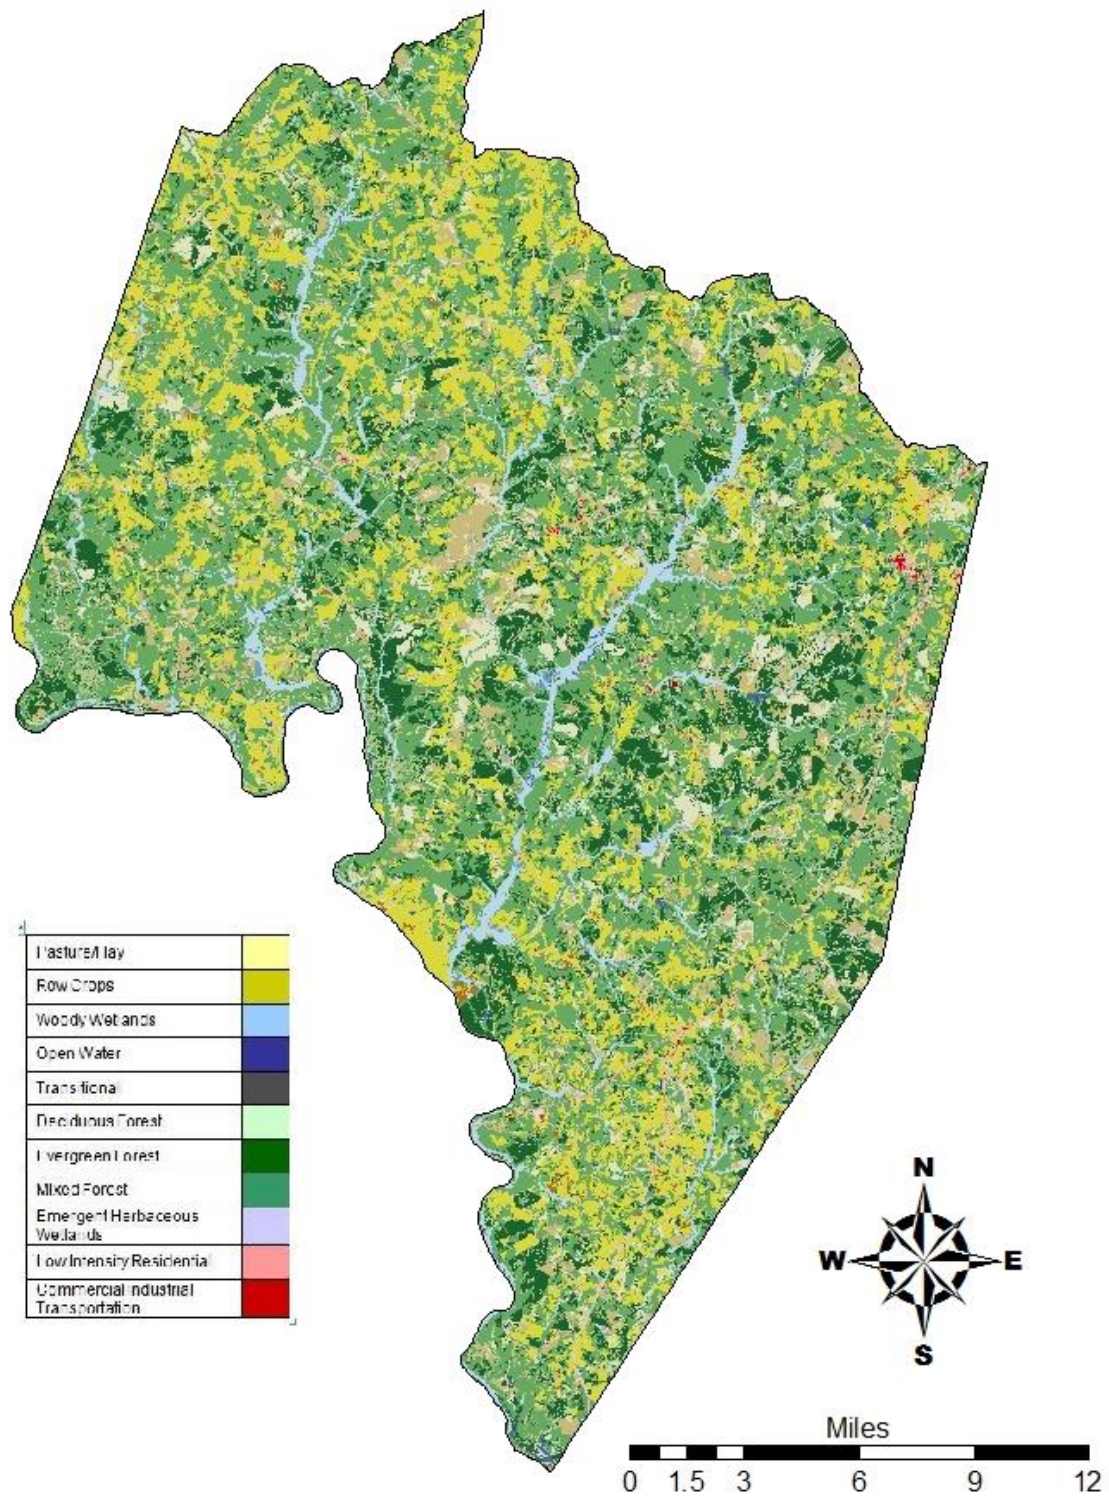 Pasture/Hay
Row Crops
Woody Wetlands
Open Water
Transitional
Deciduous Forest
Evergreen Forest
Mixed Forest
Emergent Herbaceous
Wetlands
Low Intensity Residential
Commercial Industrial
Transportation
N
W E
S
Miles
0 1.5 3 6 9 12